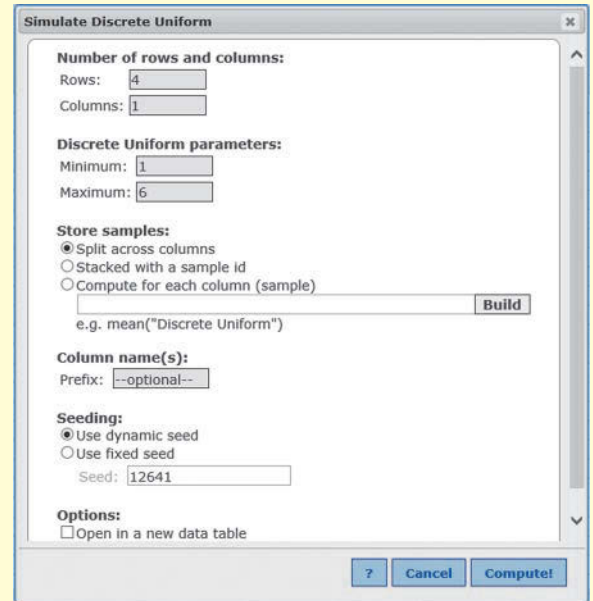 Simulate Discrete Uniform
Number of rows and columns:
Rows: 4
Columns: 1
Discrete Uniform parameters:
Minimum: 1
Maximum: 6
Store samples:
Split across columns
Stacked with a sample id
Compute for each column (sample)
Build
e.g. mean("Discrete Uniform")
Column name(s):
Prefix: --optional--
Seeding:
Use dynamic seed
Use fixed seed
Seed: 12641
Options:
Open in a new data table
? Cancel Compute!